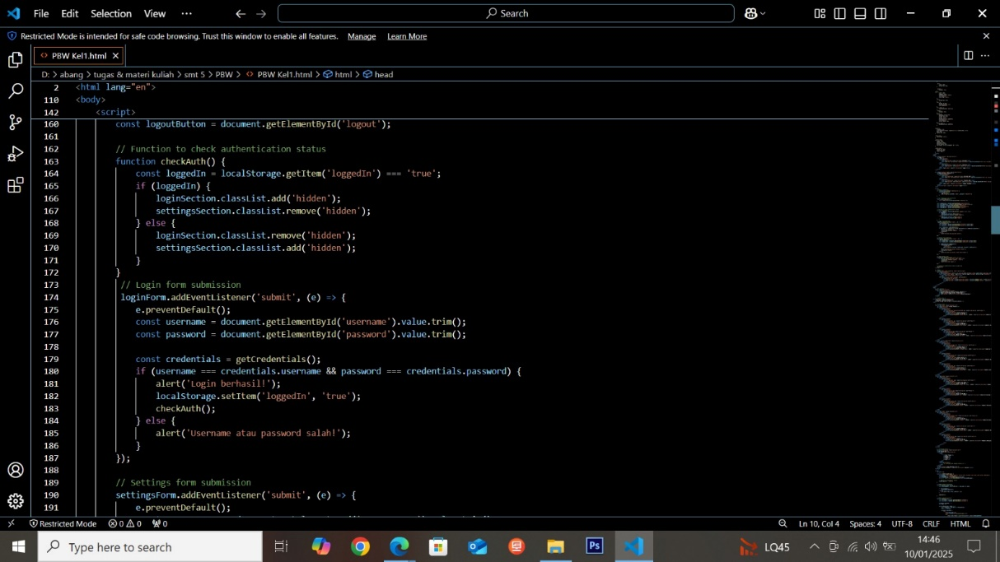 File Edit Selection View ··· Search
Restricted Mode is intended for safe code browsing. Trust this window to enable all features. Manage Learn More
PBW Kel1.html
D: > abang > tugas & materi kuliah > smt 5 > PBW > PBW Kel1.html > html > head
2 <html lang="en">
110 <body>
142 <script>
160 const logoutButton = document.getElementById('logout');
161
162 // Function to check authentication status
163 function checkAuth() {
164 const loggedIn = localStorage.getItem('loggedIn') === 'true';
165 if (loggedIn) {
166 loginSection.classList.add('hidden');
167 settingsSection.classList.remove('hidden');
168 } else {
169 loginSection.classList.remove('hidden');
170 settingsSection.classList.add('hidden');
171 }
172 }
173 // Login form submission
174 loginForm.addEventListener('submit', (e) => {
175 e.preventDefault();
176 const username = document.getElementById('username').value.trim();
177 const password = document.getElementById('password').value.trim();
178
179 const credentials = getCredentials();
180 if (username === credentials.username && password === credentials.password) {
181 alert('Login berhasil!');
182 localStorage.setItem('loggedIn', 'true');
183 checkAuth();
184 } else {
185 alert('Username atau password salah!');
186 }
187 });
188
189 // Settings form submission
190 settingsForm.addEventListener('submit', (e) => {
191 e.preventDefault();
Restricted Mode 0 0 0 Ln 10, Col 4 Spaces: 4 UTF-8 CRLF HTML
Type here to search Ps LQ45 14:46
10/01/2025